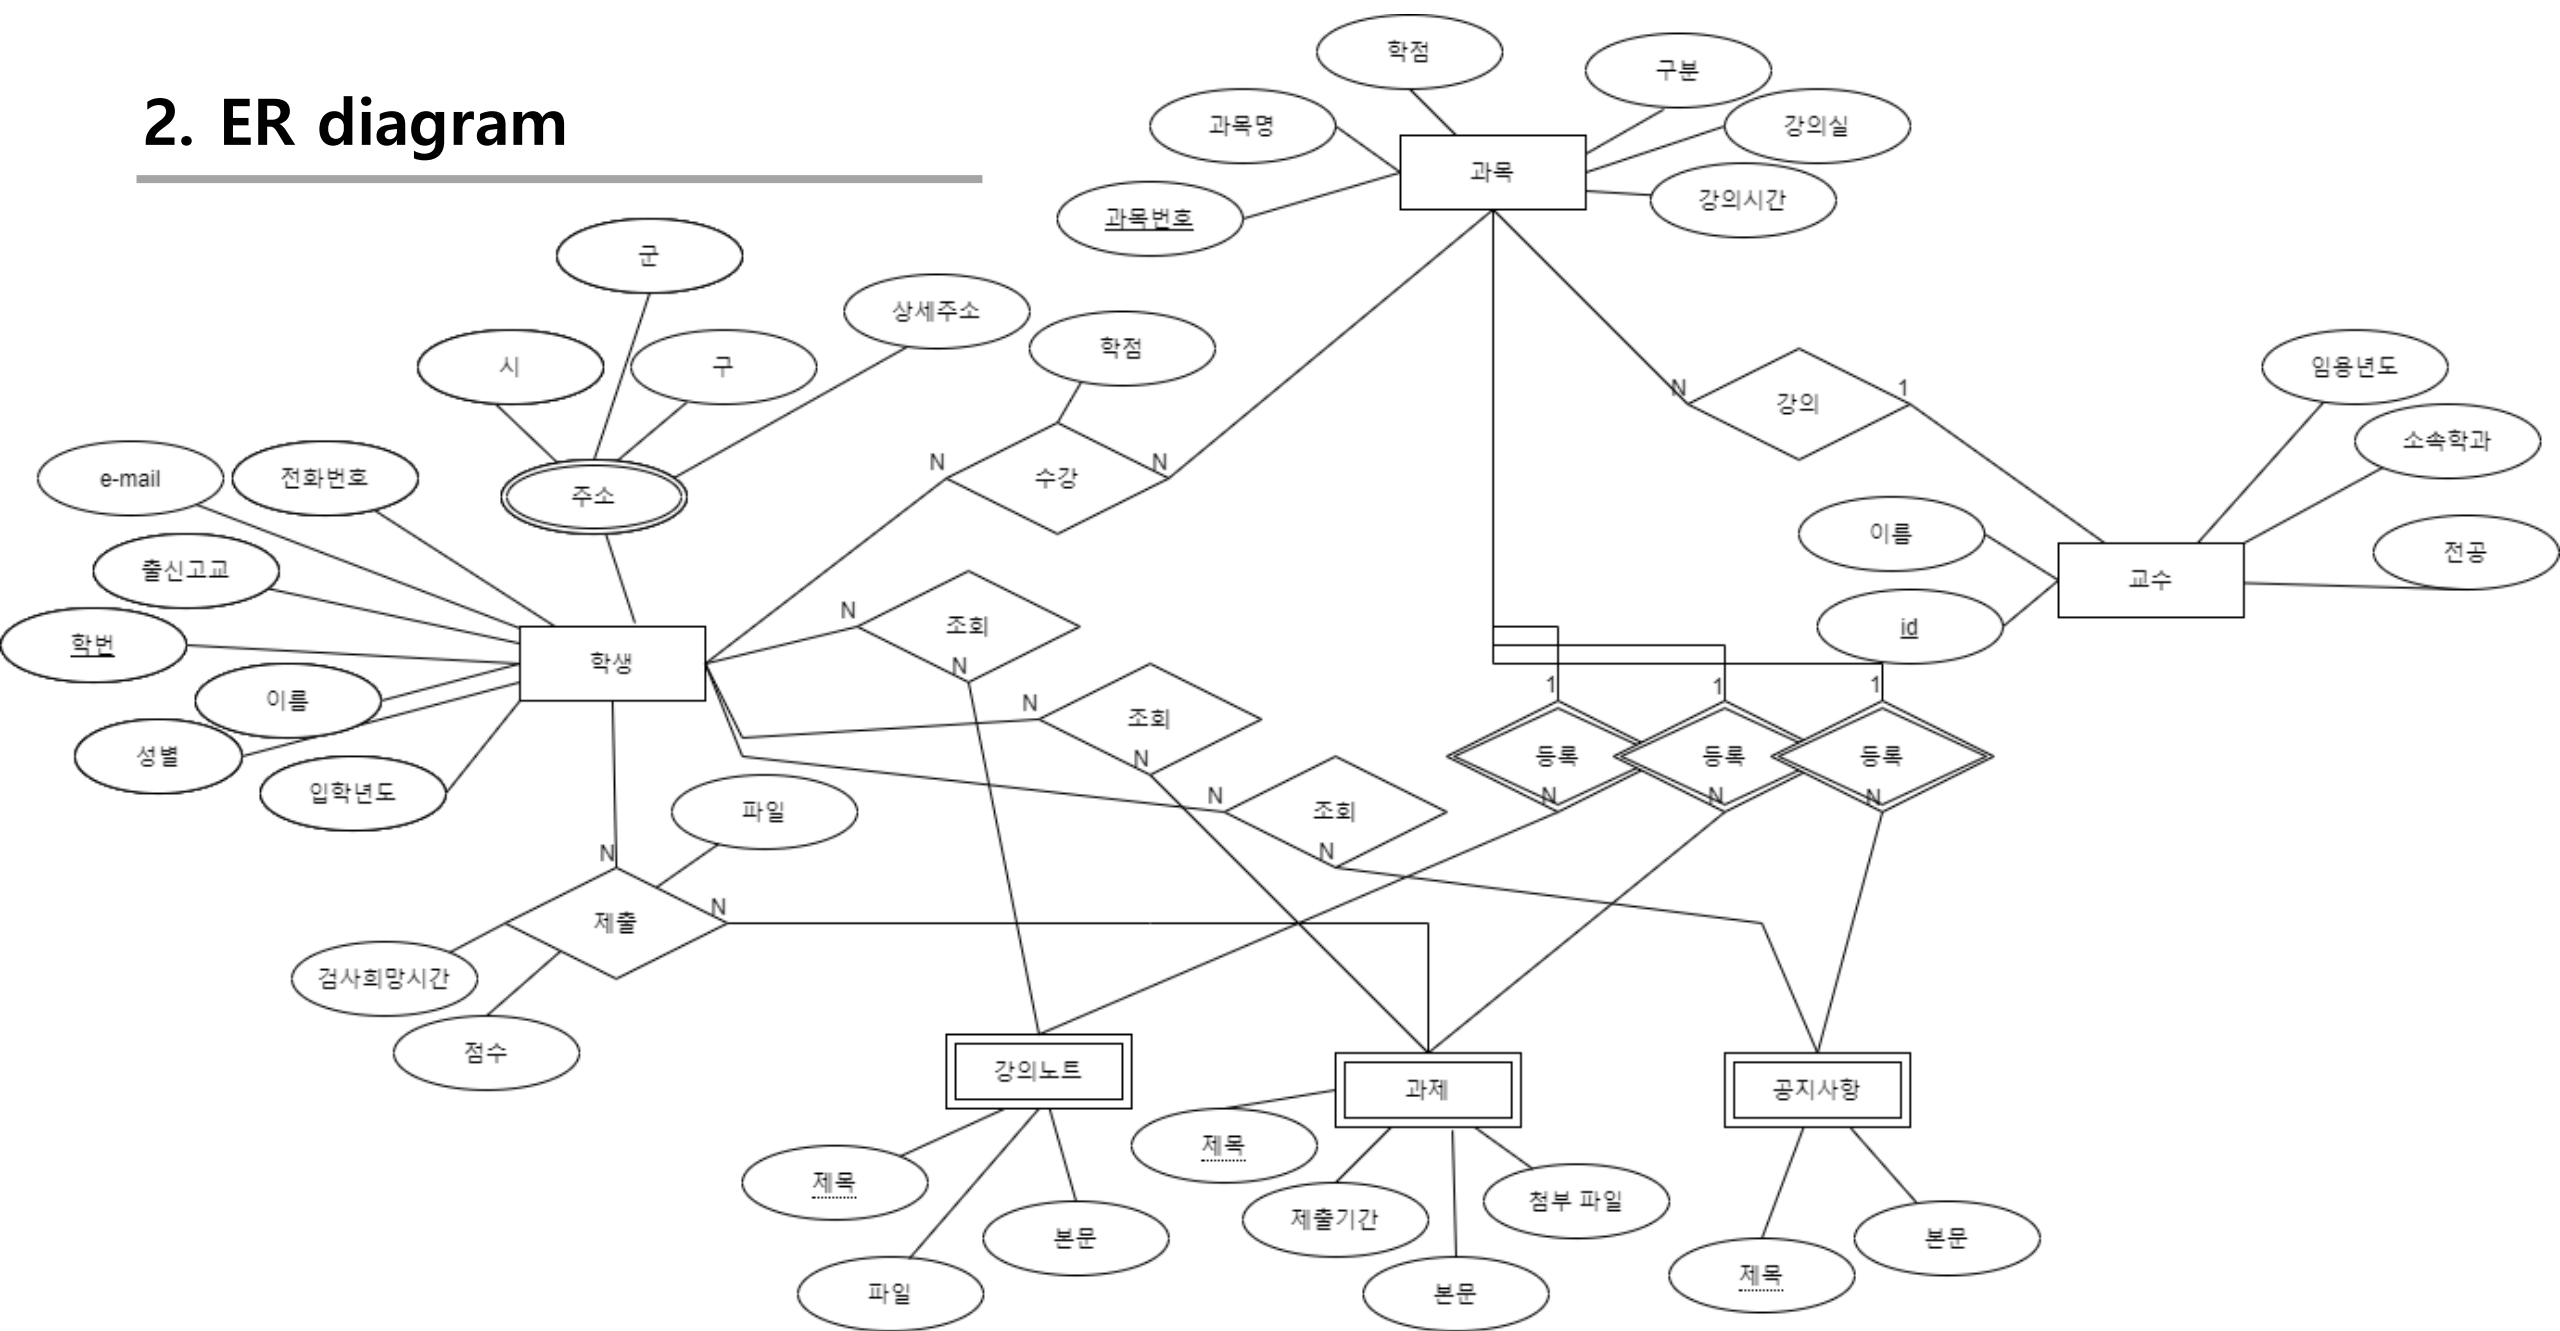 2. ER diagram
학점
구분
과목명
강의실
과목
강의시간
과목번호
군
상세주소
학점
시
구
임용년도
N
1
강의
소속학과
e-mail
전화번호
주소
N
N
수강
이름
전공
출신고교
교수
N
조회
id
학번
학생
N
이름
N
조회
1
1
1
성별
N
등록
등록
등록
입학년도
파일
N
조회
N
N
N
N
N
제출
N
검사희망시간
점수
강의노트
과제
공지사항
제목
제목
제출기간
첨부 파일
본문
본문
제목
파일
본문